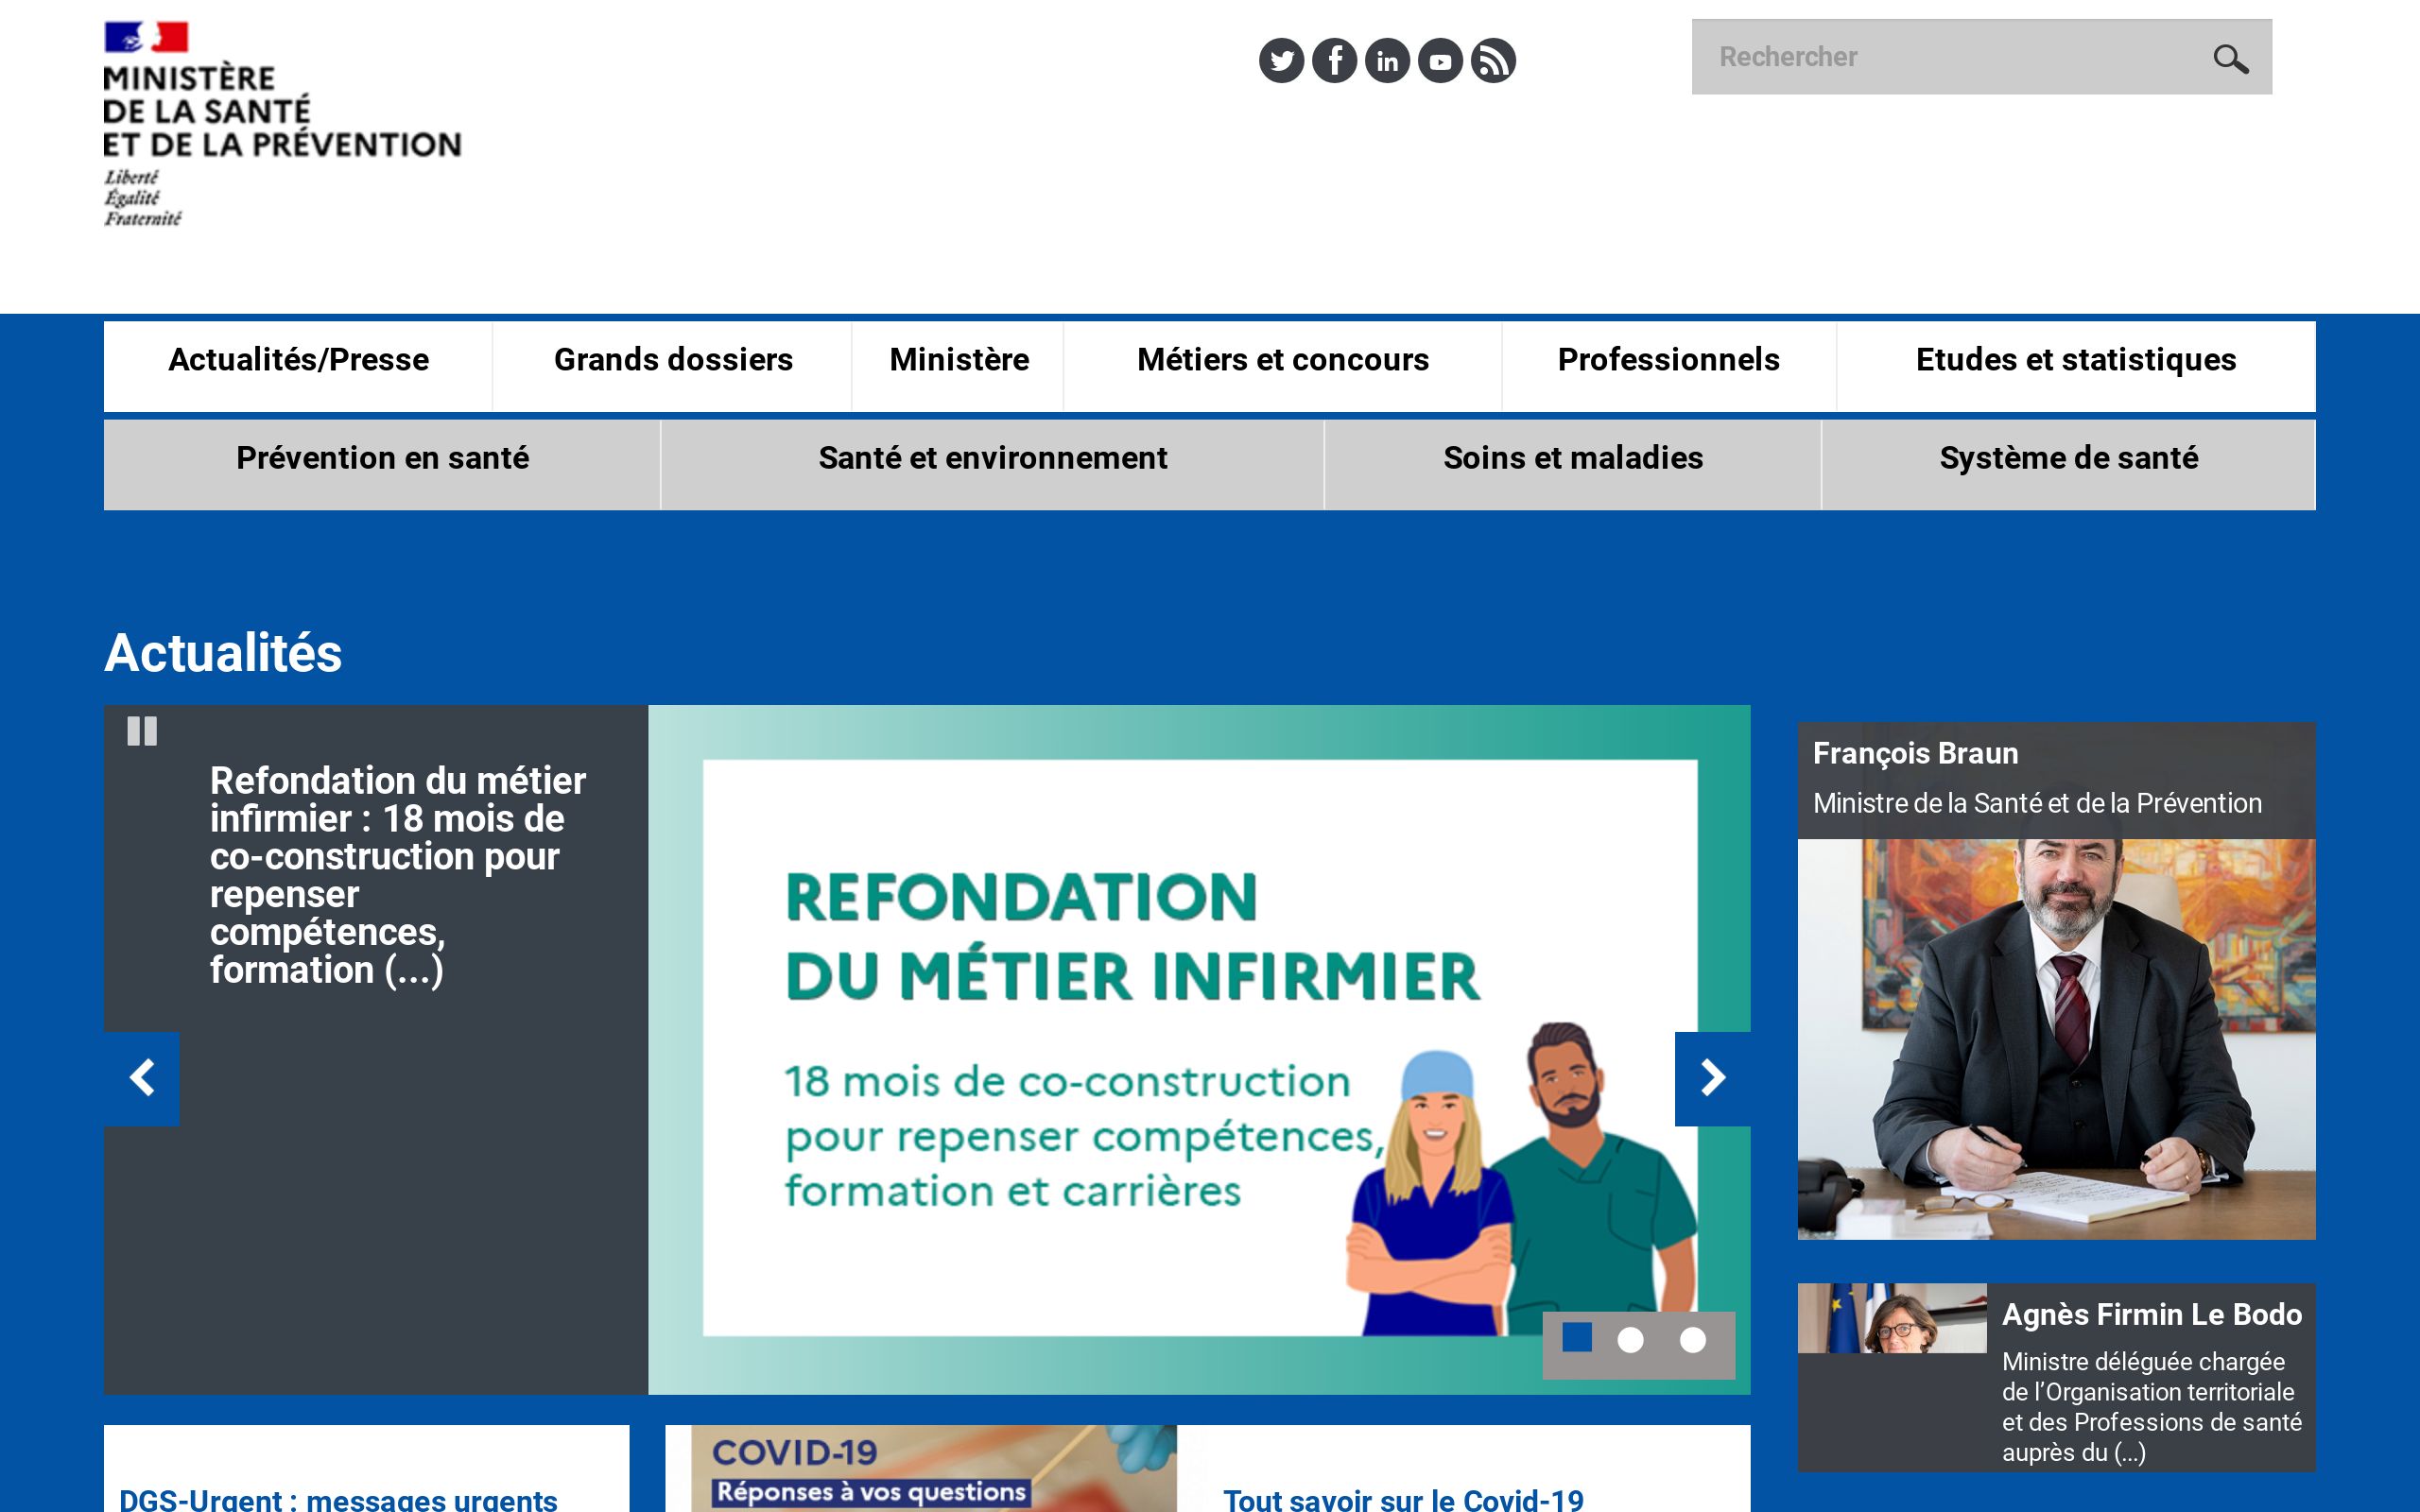 MINISTÈRE
DE LA SANTÉ
ET DE LA PRÉVENTION
Liberté
Égalité
Fraternité
Rechercher
Actualités/Presse
Grands dossiers
Ministère
Métiers et concours
Professionnels
Etudes et statistiques
Prévention en santé
Santé et environnement
Soins et maladies
Système de santé
Actualités
Refondation du métier
infirmier : 18 mois de
co-construction pour
repenser
compétences,
formation (...)
REFONDATION
DU MÉTIER INFIRMIER
18 mois de co-construction
pour repenser compétences,
formation et carrières
François Braun
Ministre de la Santé et de la Prévention
Agnès Firmin Le Bodo
Ministre déléguée chargée
de l’Organisation territoriale
et des Professions de santé
auprès du (...)
DGS-Urgent : messages urgents
COVID-19
Réponses à vos questions
Tout savoir sur le Covid-19